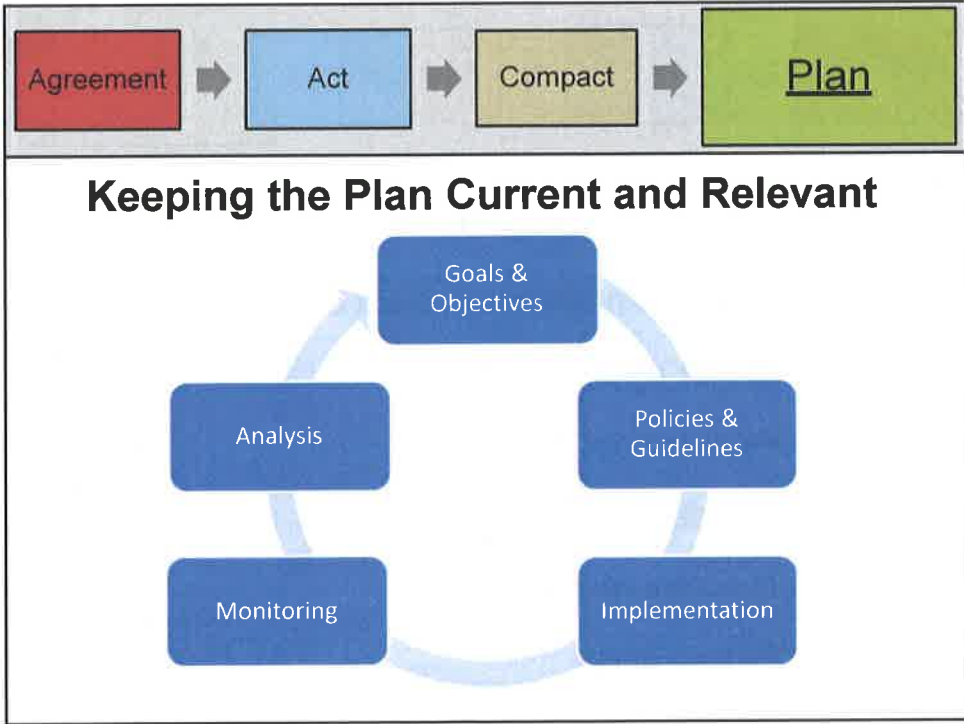 Agreement
Act
Compact
Plan
Keeping the Plan Current and Relevant
Goals &
Objectives
Policies &
Guidelines
Implementation
Monitoring
Analysis